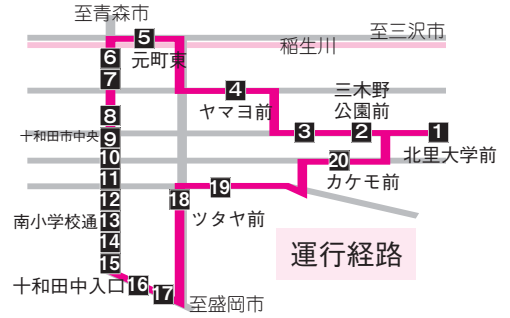 至青森市
至三沢市
稲生川
5
元町東
6
7
4
ヤマヨ前
三木野
公園前
8
十和田市中央
9
3
2
1
北里大学前
10
20
カケモ前
11
19
12
18
ツタヤ前
南小学校通
13
14
15
運行経路
十和田中入口
16
17
至盛岡市